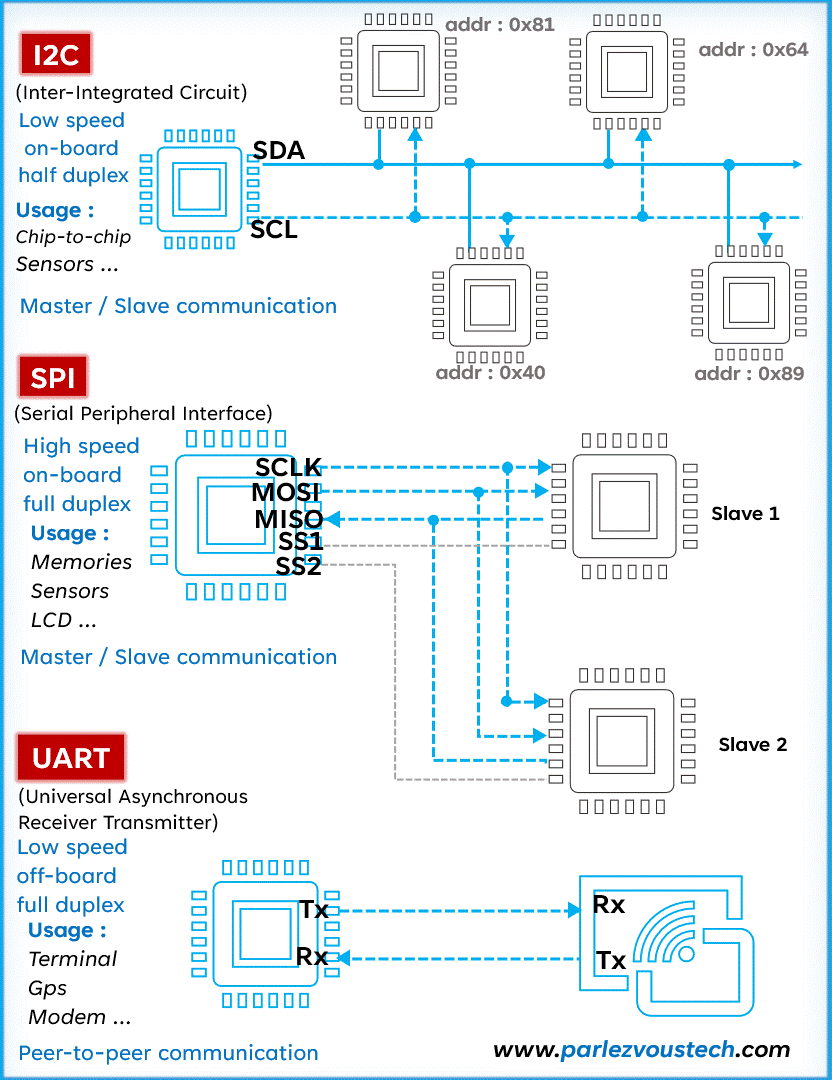 I2C
(Inter-Integrated Circuit)
Low speed
on-board
half duplex
Usage :
Chip-to-chip
Sensors ...
Master / Slave communication
SDA
SCL
addr : 0x81
addr : 0x64
addr : 0x40
addr : 0x89
SPI
(Serial Peripheral Interface)
High speed
on-board
full duplex
Usage :
Memories
Sensors
LCD ...
Master / Slave communication
SCLK
MOSI
MISO
SS1
SS2
Slave 1
Slave 2
UART
(Universal Asynchronous
Receiver Transmitter)
Low speed
off-board
full duplex
Usage :
Terminal
Gps
Modem ...
Peer-to-peer communication
Tx
Rx
Rx
Tx
www.parlezvoustech.com